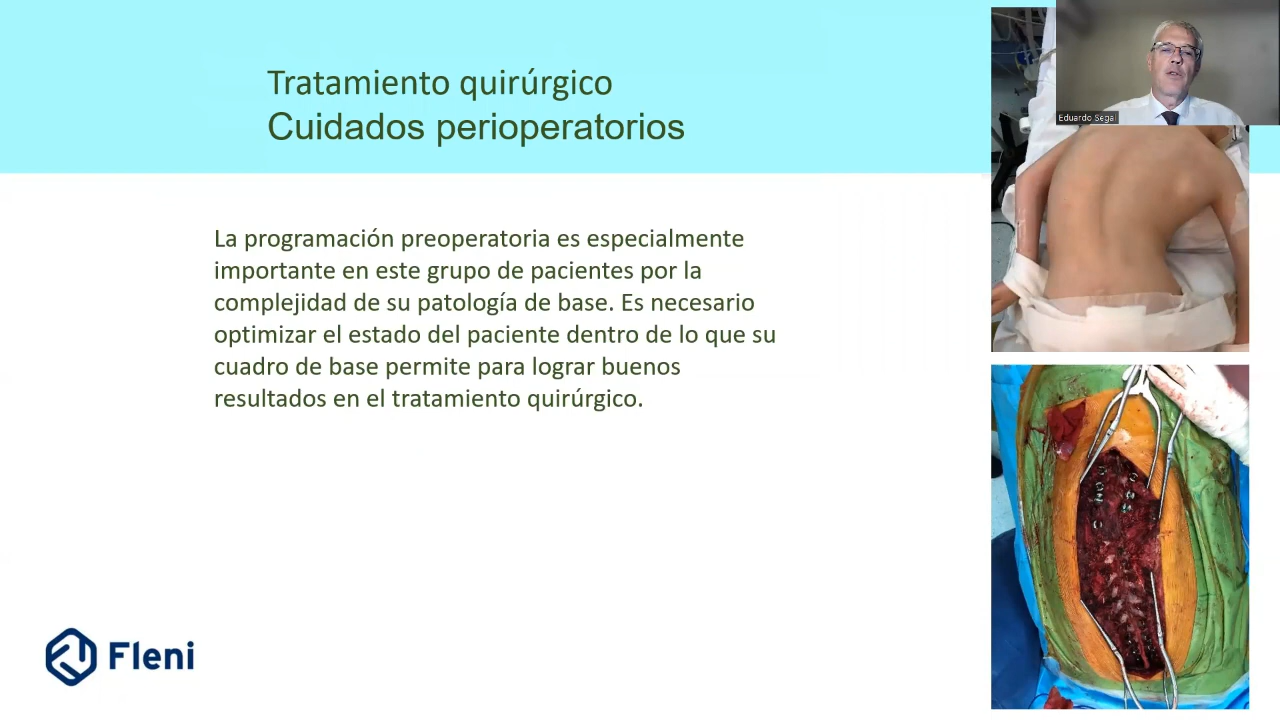 Tratamiento quirúrgico
Cuidados perioperatorios
Eduardo Segal
La programación preoperatoria es especialmente
importante en este grupo de pacientes por la
complejidad de su patología de base. Es necesario
optimizar el estado del paciente dentro de lo que su
cuadro de base permite para lograr buenos
resultados en el tratamiento quirúrgico.
Fleni